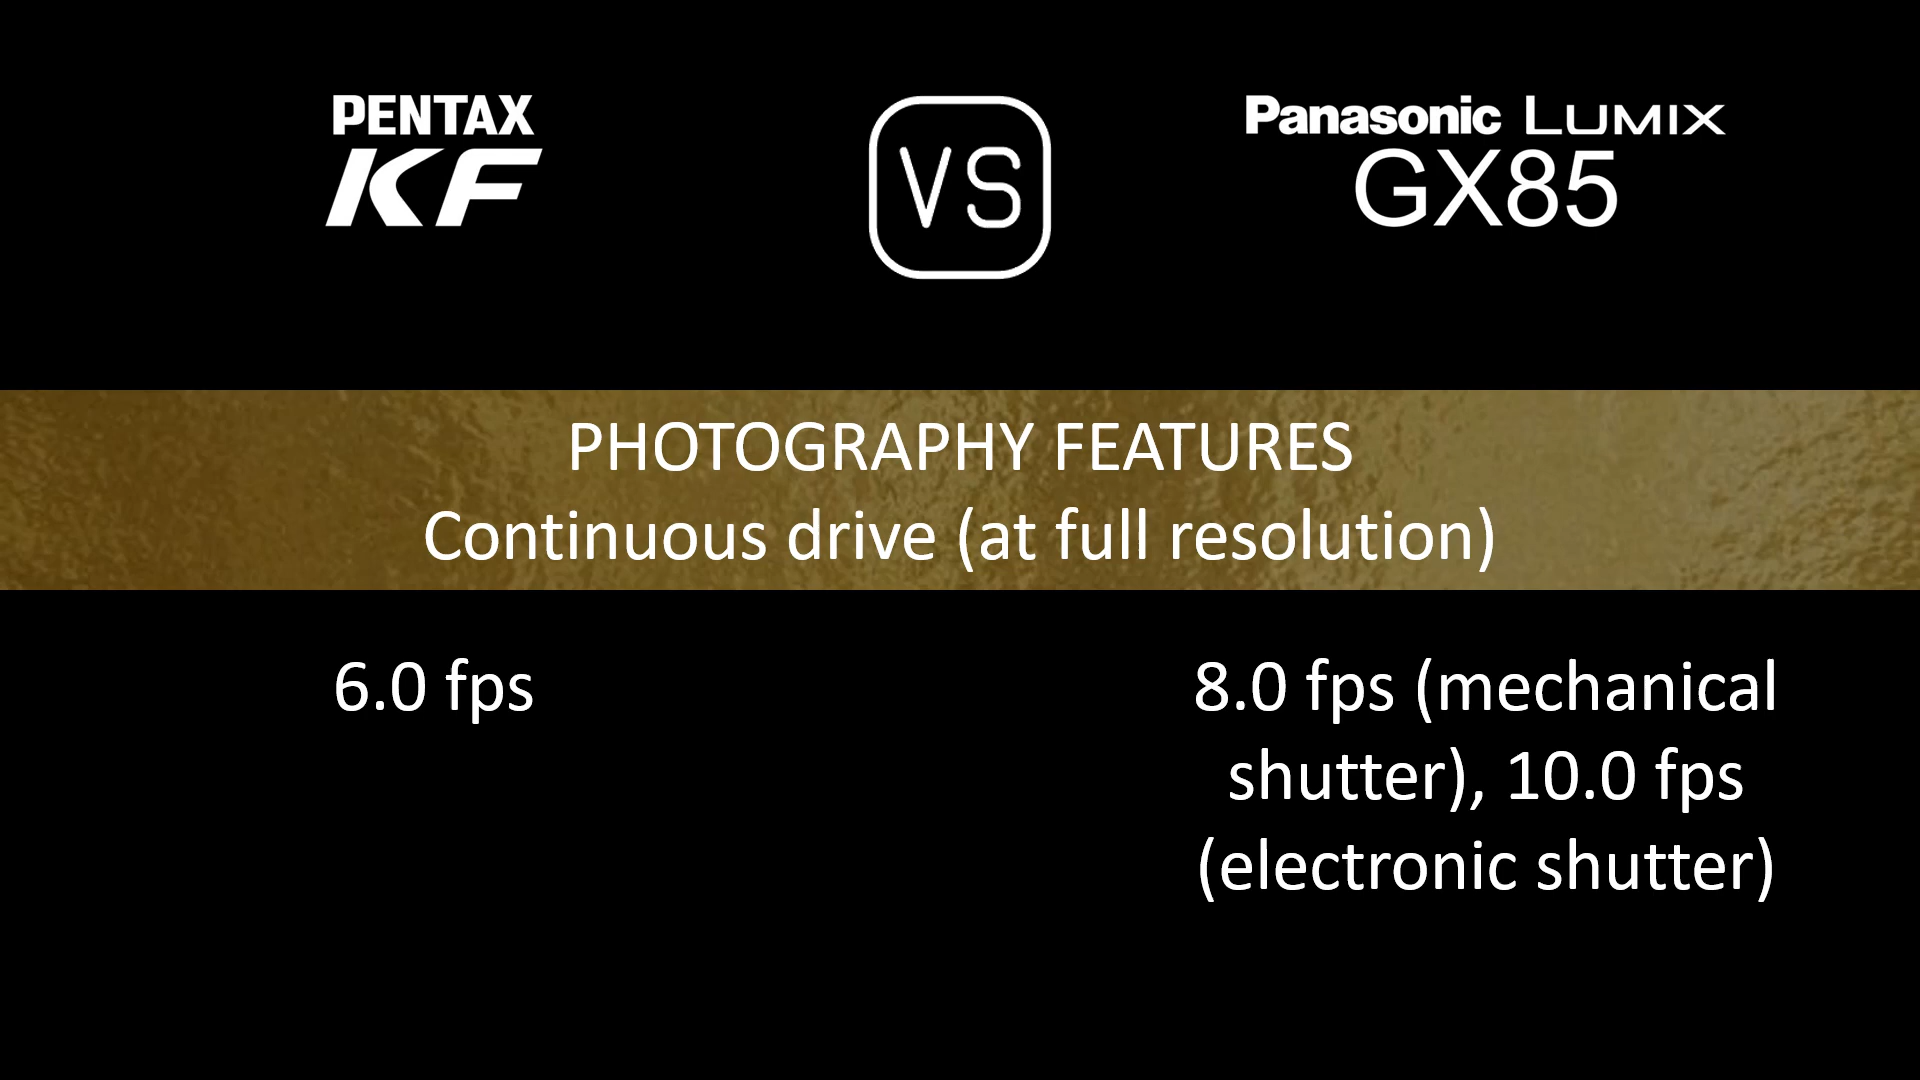 PENTAX
KF
VS
Panasonic LUMIX
GX85
PHOTOGRAPHY FEATURES
Continuous drive (at full resolution)
6.0 fps
8.0 fps (mechanical
shutter), 10.0 fps
(electronic shutter)